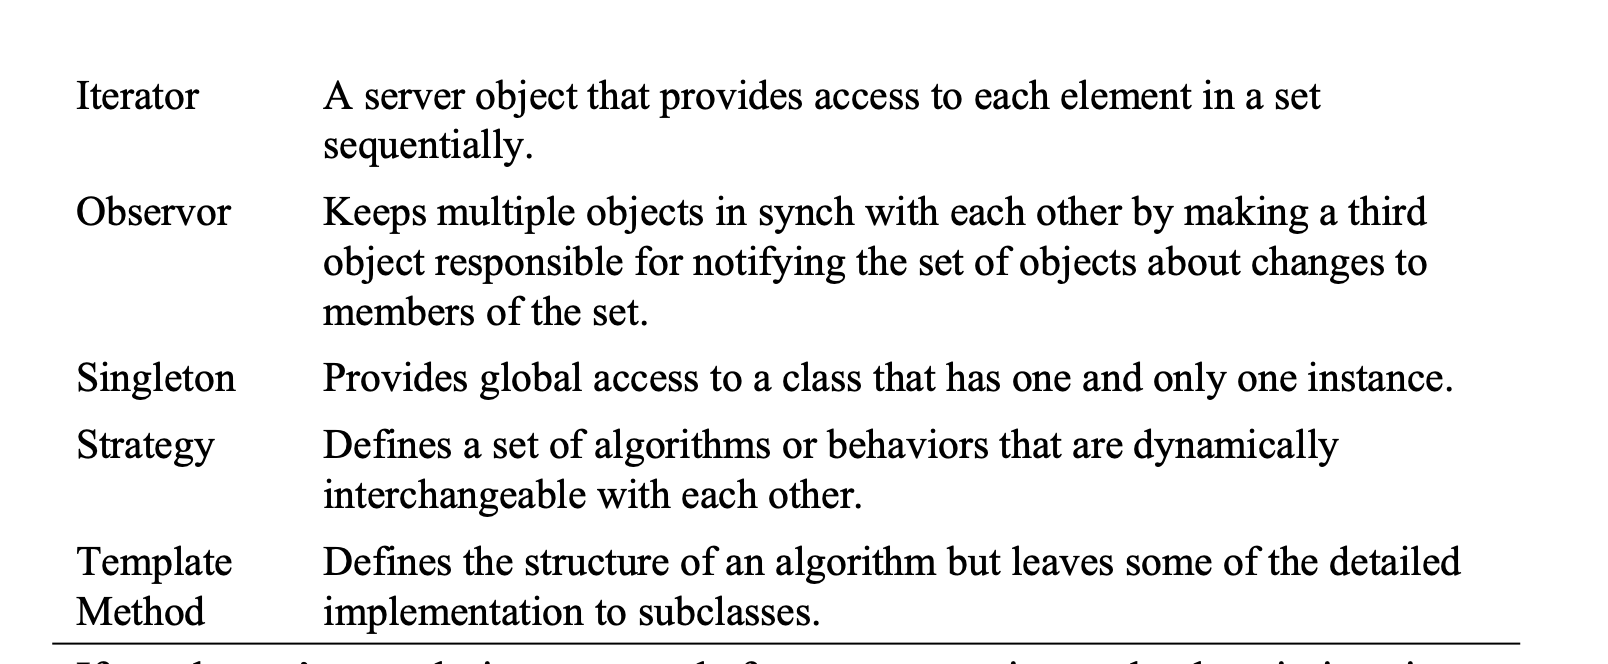 Iterator A server object that provides access to each element in a set
sequentially.
Observor Keeps multiple objects in synch with each other by making a third
object responsible for notifying the set of objects about changes to
members of the set.
Singleton Provides global access to a class that has one and only one instance.
Strategy Defines a set of algorithms or behaviors that are dynamically
interchangeable with each other.
Template Defines the structure of an algorithm but leaves some of the detailed
Method implementation to subclasses.